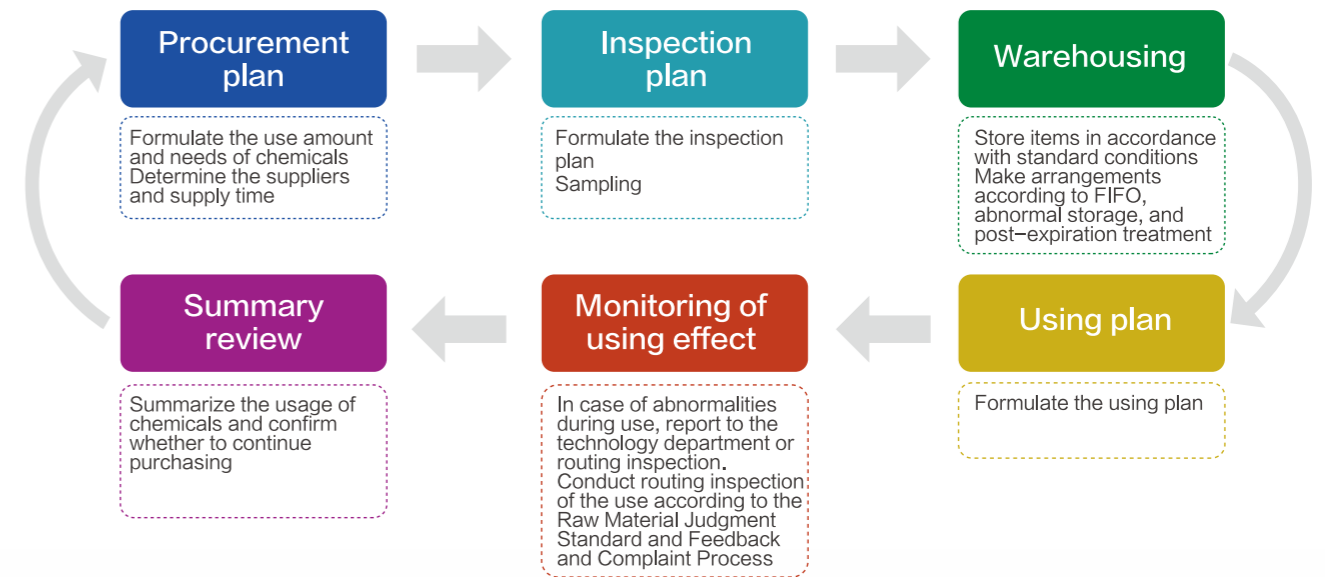 Procurement
plan
Formulate the use amount
and needs of chemicals
Determine the suppliers
and supply time
Inspection
plan
Formulate the inspection
plan
Sampling
Warehousing
Store items in accordance
with standard conditions
Make arrangements
according to FIFO,
abnormal storage, and
post-expiration treatment
Using plan
Formulate the using plan
Monitoring of
using effect
In case of abnormalities
during use, report to the
technology department or
routing inspection.
Conduct routing inspection
of the use according to the
Raw Material Judgment
Standard and Feedback
and Complaint Process
Summary
review
Summarize the usage of
chemicals and confirm
whether to continue
purchasing